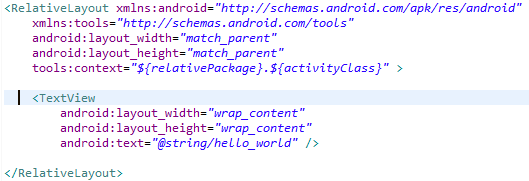 <RelativeLayout xmlns:android="http://schemas.android.com/apk/res/android"
    xmlns:tools="http://schemas.android.com/tools"
    android:layout_width="match_parent"
    android:layout_height="match_parent"
    tools:context="${relativePackage}.${activityClass}" >

    <TextView
        android:layout_width="wrap_content"
        android:layout_height="wrap_content"
        android:text="@string/hello_world" />

</RelativeLayout>